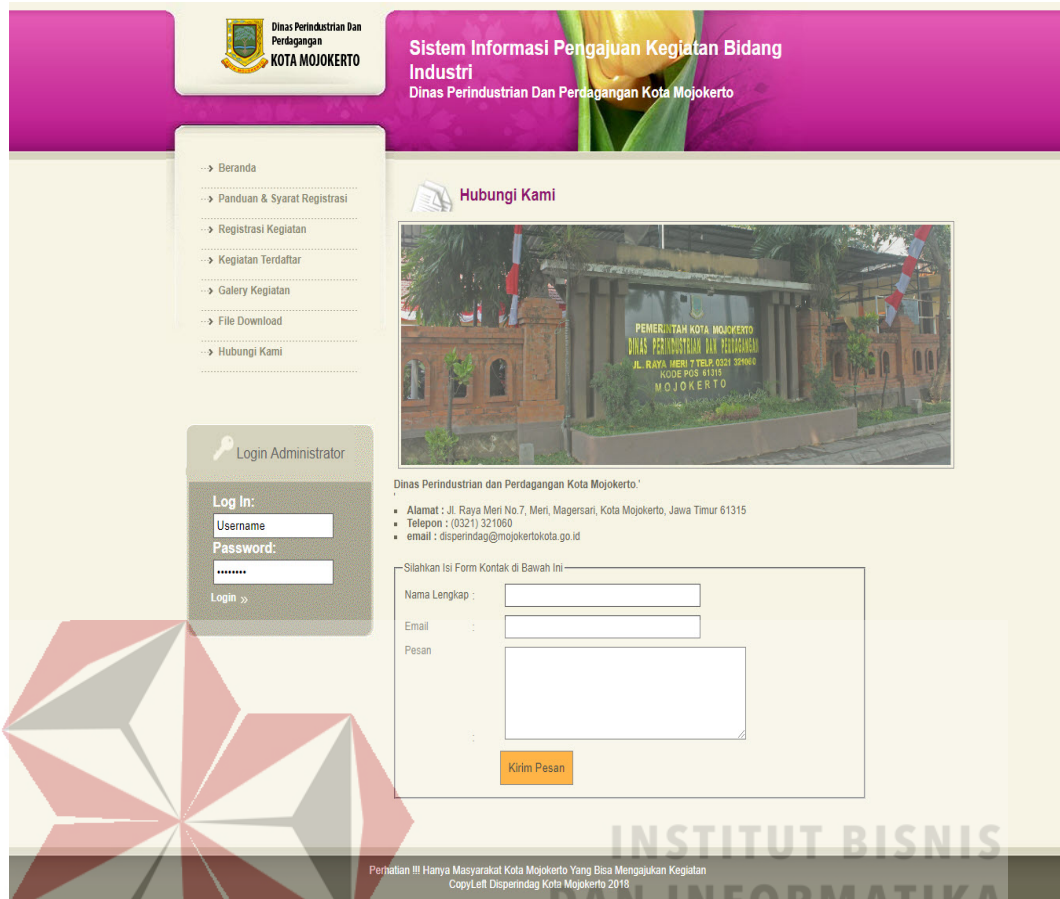 Dinas Perindustrian Dan
Perdagangan
KOTA MOJOKERTO
Sistem Informasi Pengajuan Kegiatan Bidang
Industri
Dinas Perindustrian Dan Perdagangan Kota Mojokerto
Beranda
Panduan & Syarat Registrasi
Registrasi Kegiatan
Kegiatan Terdaftar
Galery Kegiatan
File Download
Hubungi Kami
Login Administrator
Log In:
Username
Password:
••••••••
Login »
Hubungi Kami
PEMERINTAH KOTA MOJOKERTO
DINAS PERINDUSTRIAN DAN PERDAGANGAN
JL. RAYA MERI 7 TELP. 0321 321060
KODE POS 61315
MOJOKERTO
Dinas Perindustrian dan Perdagangan Kota Mojokerto.'
'
Alamat : Jl. Raya Meri No.7, Meri, Magersari, Kota Mojokerto, Jawa Timur 61315
Telepon : (0321) 321060
email : disperindag@mojokertokota.go.id
Silahkan Isi Form Kontak di Bawah Ini
Nama Lengkap :
Email :
Pesan
:
Kirim Pesan
INSTITUT BISNIS
DAN INFORMATIKA
Perhatian !!! Hanya Masyarakat Kota Mojokerto Yang Bisa Mengajukan Kegiatan
CopyLeft Disperindag Kota Mojokerto 2018